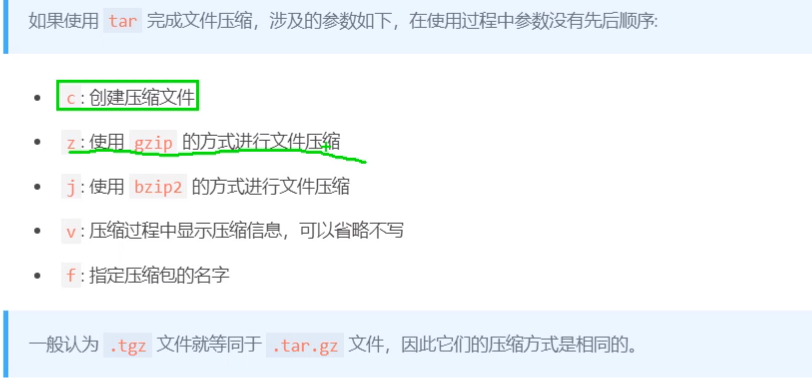 如果使用 tar 完成文件压缩，涉及的参数如下，在使用过程中参数没有先后顺序:
c: 创建压缩文件
z: 使用 gzip 的方式进行文件压缩
j: 使用 bzip2 的方式进行文件压缩
v: 压缩过程中显示压缩信息，可以省略不写
f: 指定压缩包的名字
一般认为 .tgz 文件就等同于 .tar.gz 文件，因此它们的压缩方式是相同的。